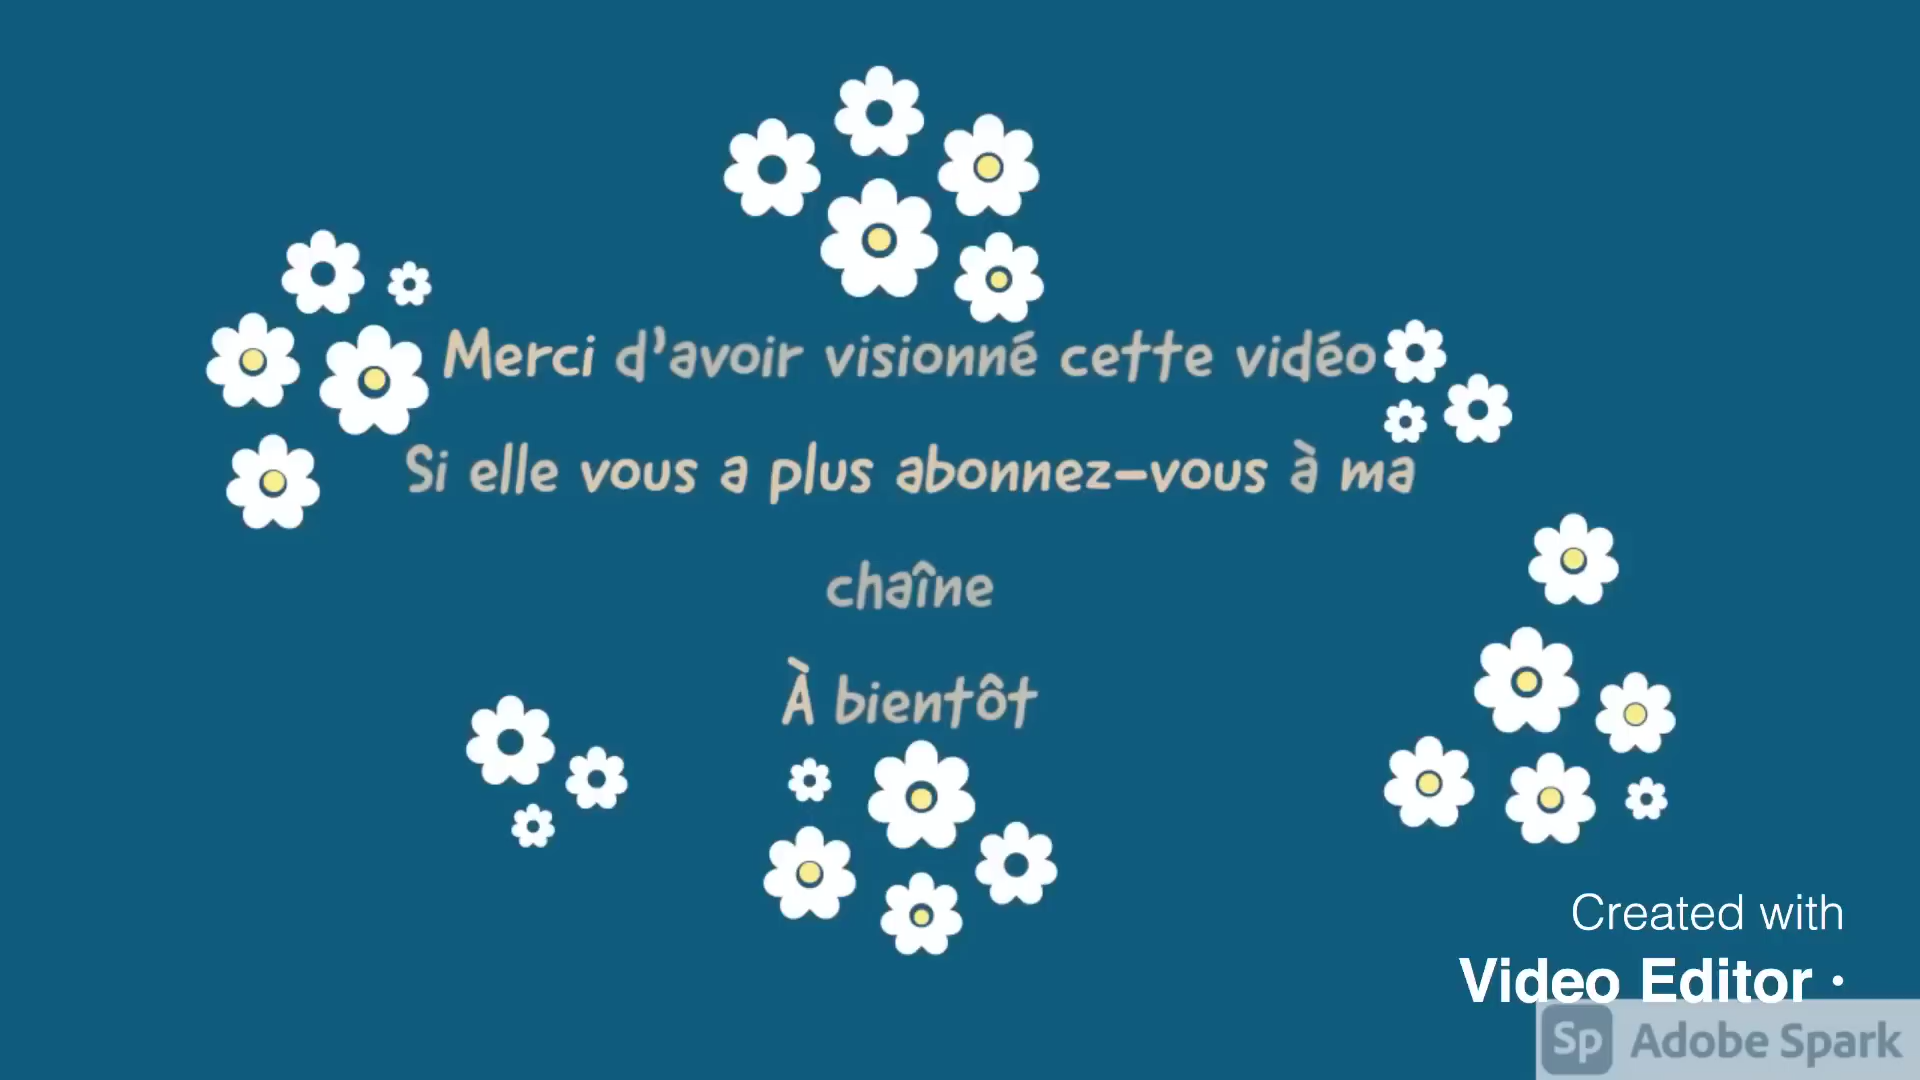 Merci d'avoir visionné cette vidéo
Si elle vous a plus abonnez-vous à ma
chaîne
À bientôt
Created with
Video Editor •
Sp Adobe Spark